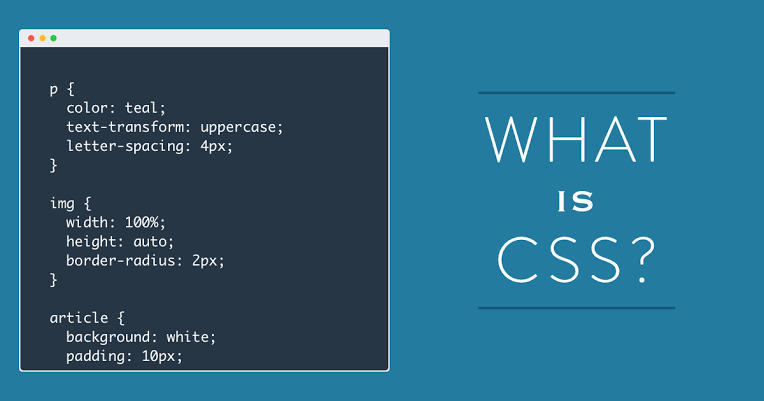 p {
  color: teal;
  text-transform: uppercase;
  letter-spacing: 4px;
}
img {
  width: 100%;
  height: auto;
  border-radius: 2px;
}
article {
  background: white;
  padding: 10px;
WHAT
IS
CSS?